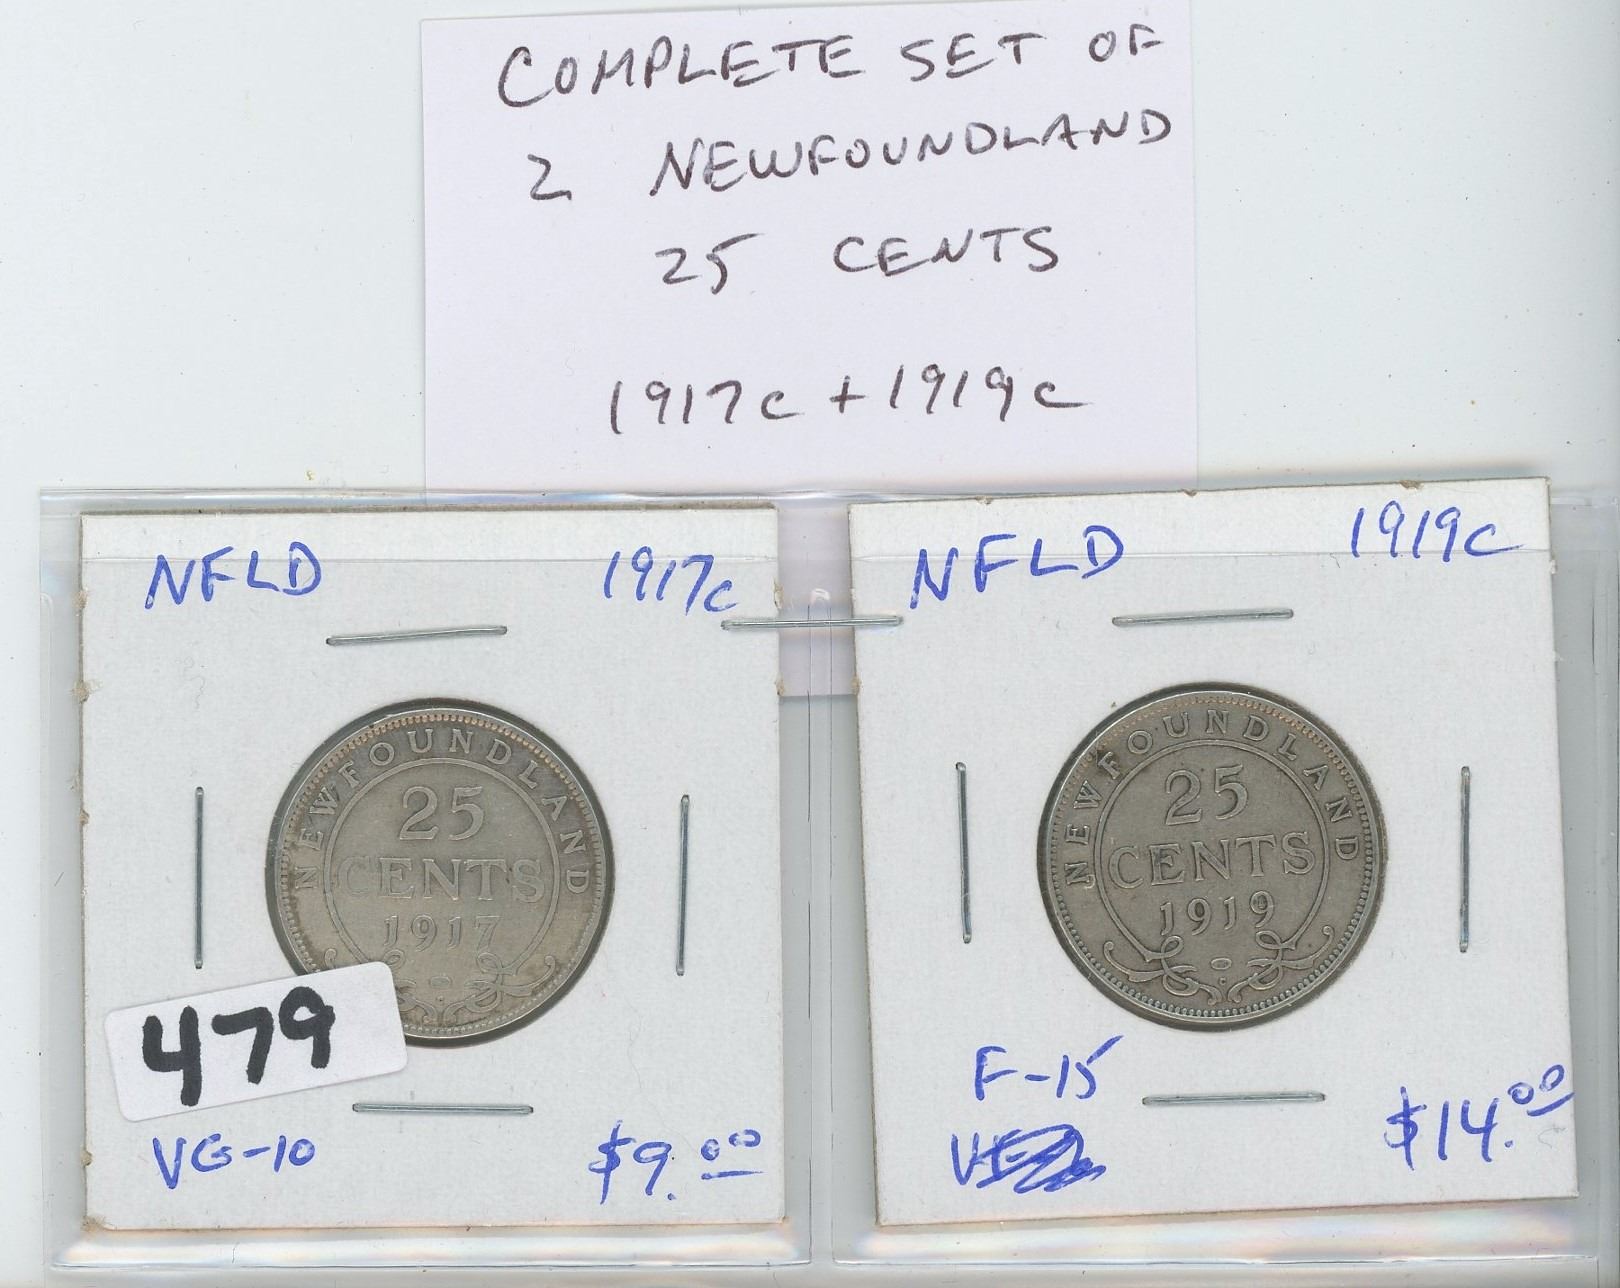 COMPLETE SET OF
2 NEWFOUNDLAND
25 CENTS
1917c + 1919c
NFLD 1917c
NEWFOUNDLAND
25
CENTS
1917
479
VG-10 $9.00
NFLD 1919c
NEWFOUNDLAND
25
CENTS
1919
F-15
$14.00